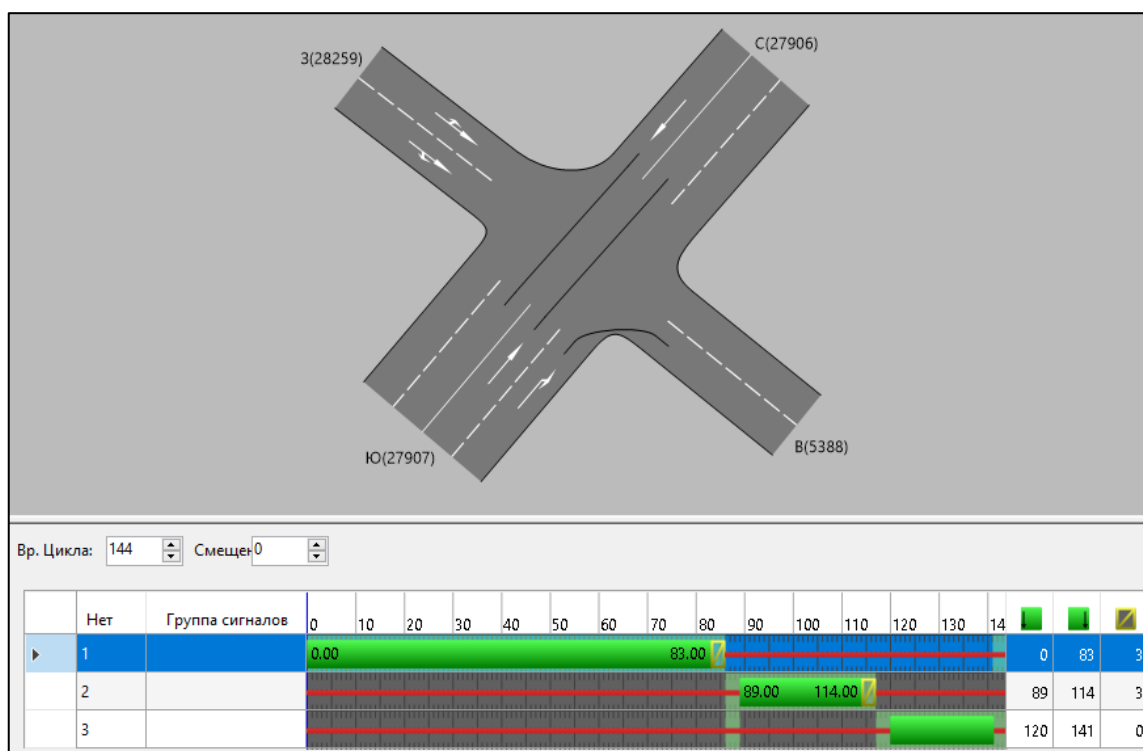 З(28259)
С(27906)
Ю(27907)
В(5388)
Вр. Цикла: 144 Смещен 0
Нет Группа сигналов 0 10 20 30 40 50 60 70 80 90 100 110 120 130 14
1 0.00 83.00 0 83 3
2 89.00 114.00 89 114 3
3 120 141 0